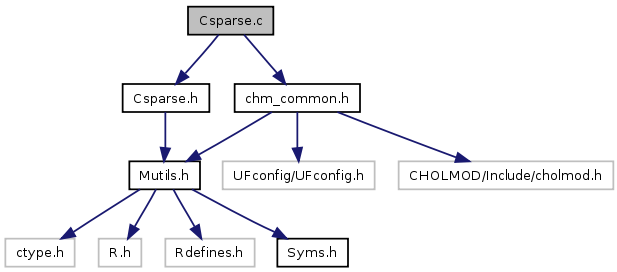 Csparse.c
Csparse.h
chm_common.h
Mutils.h
UFconfig/UFconfig.h
CHOLMOD/Include/cholmod.h
ctype.h
R.h
Rdefines.h
Syms.h